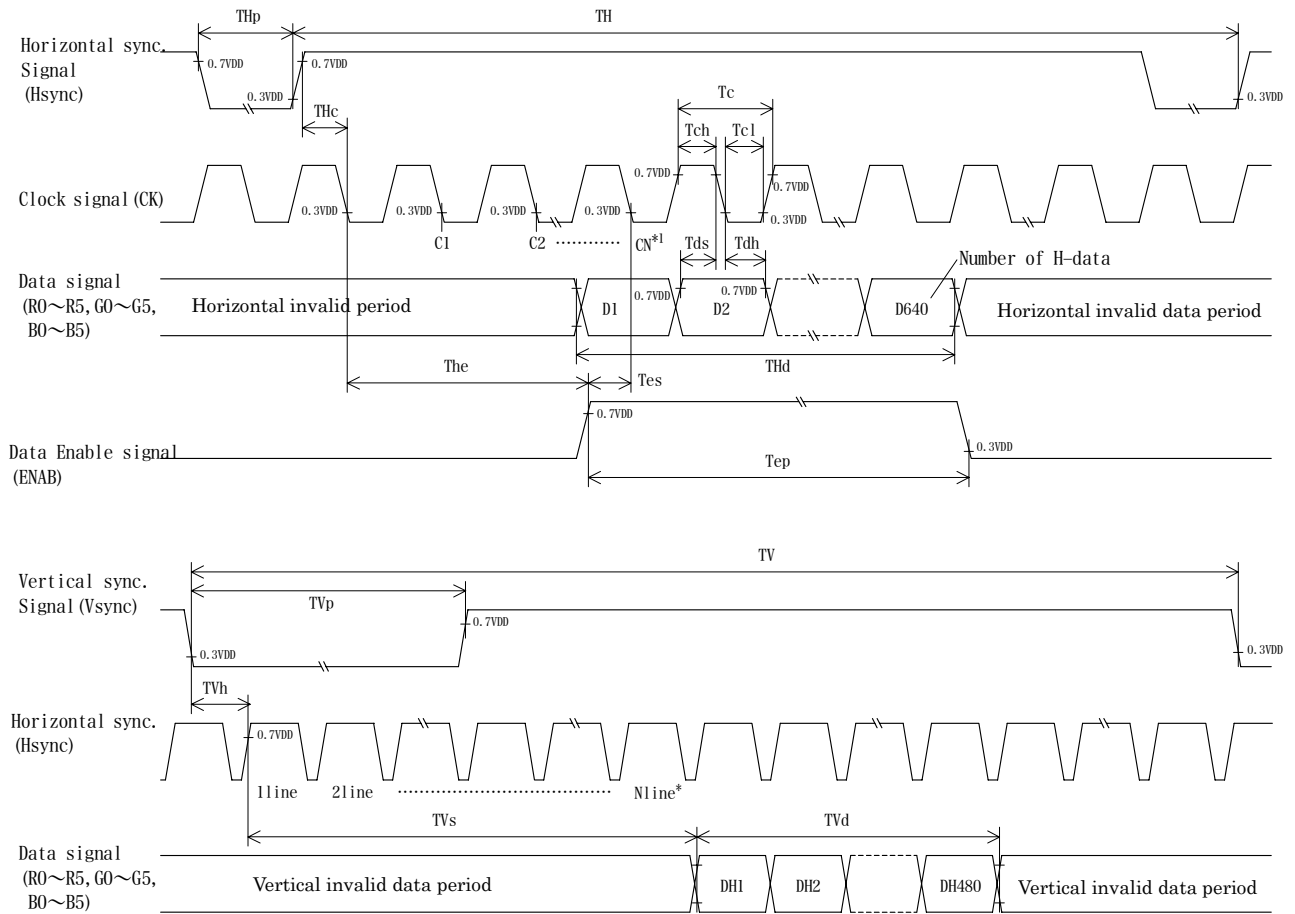 THp
TH
Horizontal sync.
Signal
(Hsync)
0.7VDD
0.7VDD
0.3VDD
0.3VDD
THc
Tc
Tch
Tcl
Clock signal(CK)
0.3VDD
0.3VDD
0.3VDD
0.3VDD
0.7VDD
0.7VDD
0.3VDD
C1
C2
············
CN*1
Tds
Tdh
Number of H-data
Data signal
(R0～R5,G0～G5,
B0～B5)
Horizontal invalid period
D1
0.7VDD
D2
0.7VDD
D640
Horizontal invalid data period
The
Tes
THd
Data Enable signal
(ENAB)
0.7VDD
0.3VDD
Tep
TV
Vertical sync.
Signal(Vsync)
TVp
0.7VDD
0.3VDD
0.3VDD
TVh
Horizontal sync.
(Hsync)
0.7VDD
1line
2line
·····································
Nline*
TVs
TVd
Data signal
(R0～R5,G0～G5,
B0～B5)
Vertical invalid data period
DH1
DH2
DH480
Vertical invalid data period